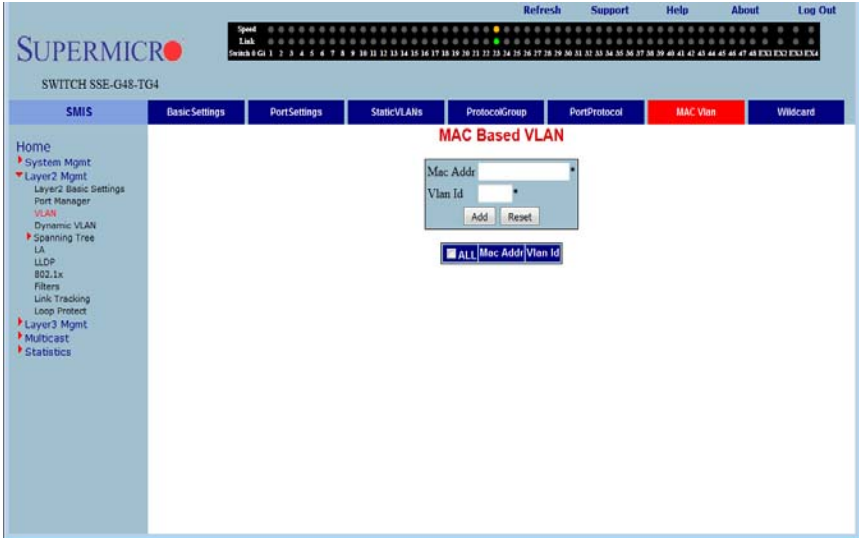 Refresh Support Help About Log Out
Speed
Link
Switch 0 Gi 1 2 3 4 5 6 7 8 9 10 11 12 13 14 15 16 17 18 19 20 21 22 23 24 25 26 27 28 29 30 31 32 33 34 35 36 37 38 39 40 41 42 43 44 45 46 47 48 EX1 EX2 EX3 EX4
SUPERMICRO
SWITCH SSE-G48-TG4
SMIS BasicSettings PortSettings StaticVLANs ProtocolGroup PortProtocol MAC Vlan Wildcard
Home
System Mgmt
Layer2 Mgmt
Layer2 Basic Settings
Port Manager
VLAN
Dynamic VLAN
Spanning Tree
LA
LLDP
802.1x
Filters
Link Tracking
Loop Protect
Layer3 Mgmt
Multicast
Statistics
MAC Based VLAN
Mac Addr *
Vlan Id *
Add Reset
ALL Mac Addr Vlan Id